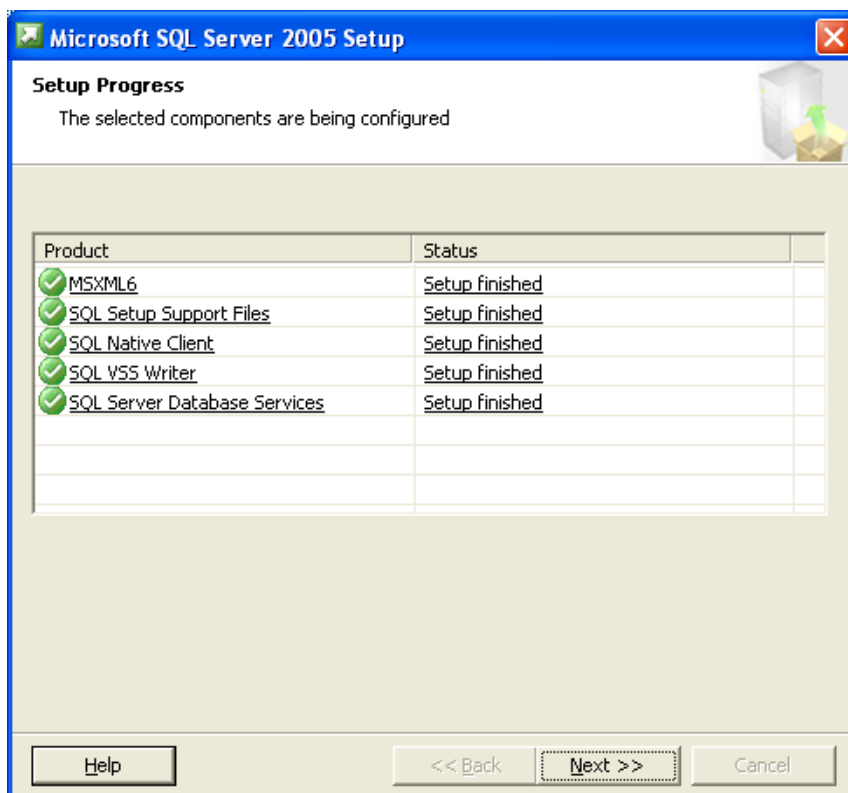 Microsoft SQL Server 2005 Setup
Setup Progress
The selected components are being configured
Product Status
MSXML6 Setup finished
SQL Setup Support Files Setup finished
SQL Native Client Setup finished
SQL VSS Writer Setup finished
SQL Server Database Services Setup finished
Help << Back Next >> Cancel